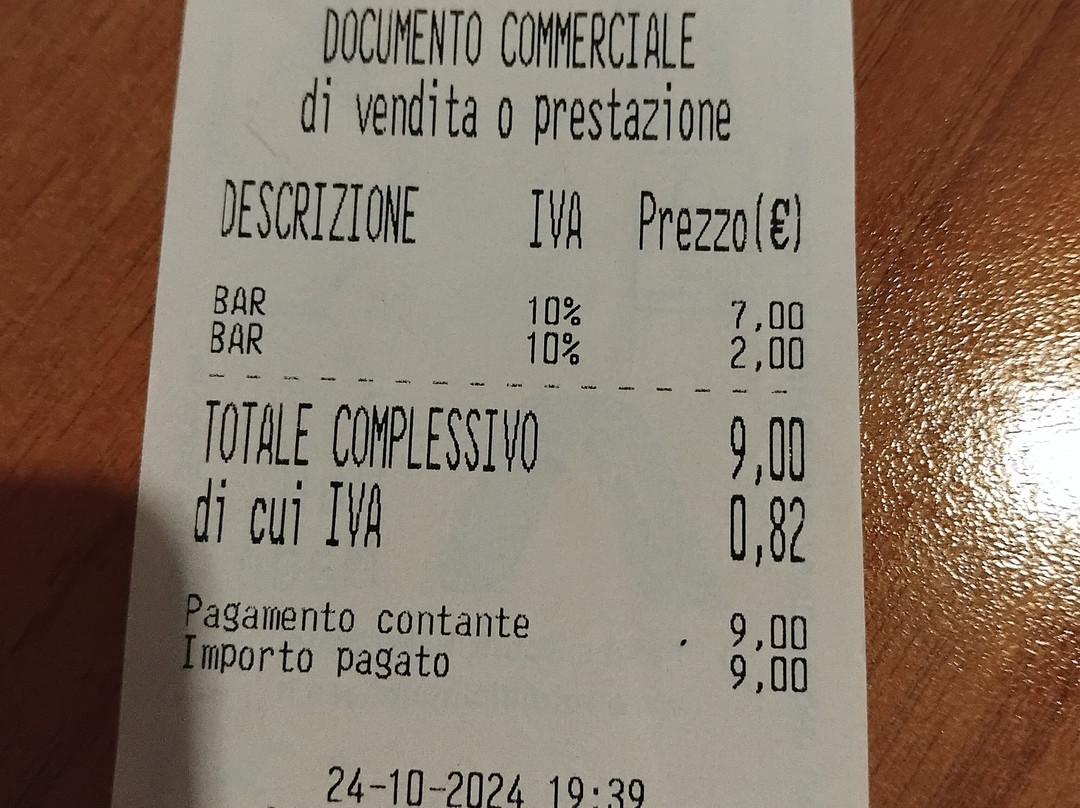 DOCUMENTO COMMERCIALE
di vendita o prestazione
DESCRIZIONE IVA Prezzo(€)
BAR 10% 7,00
BAR 10% 2,00
TOTALE COMPLESSIVO 9,00
di cui IVA 0,82
Pagamento contante 9,00
Importo pagato 9,00
24-10-2024 19:39